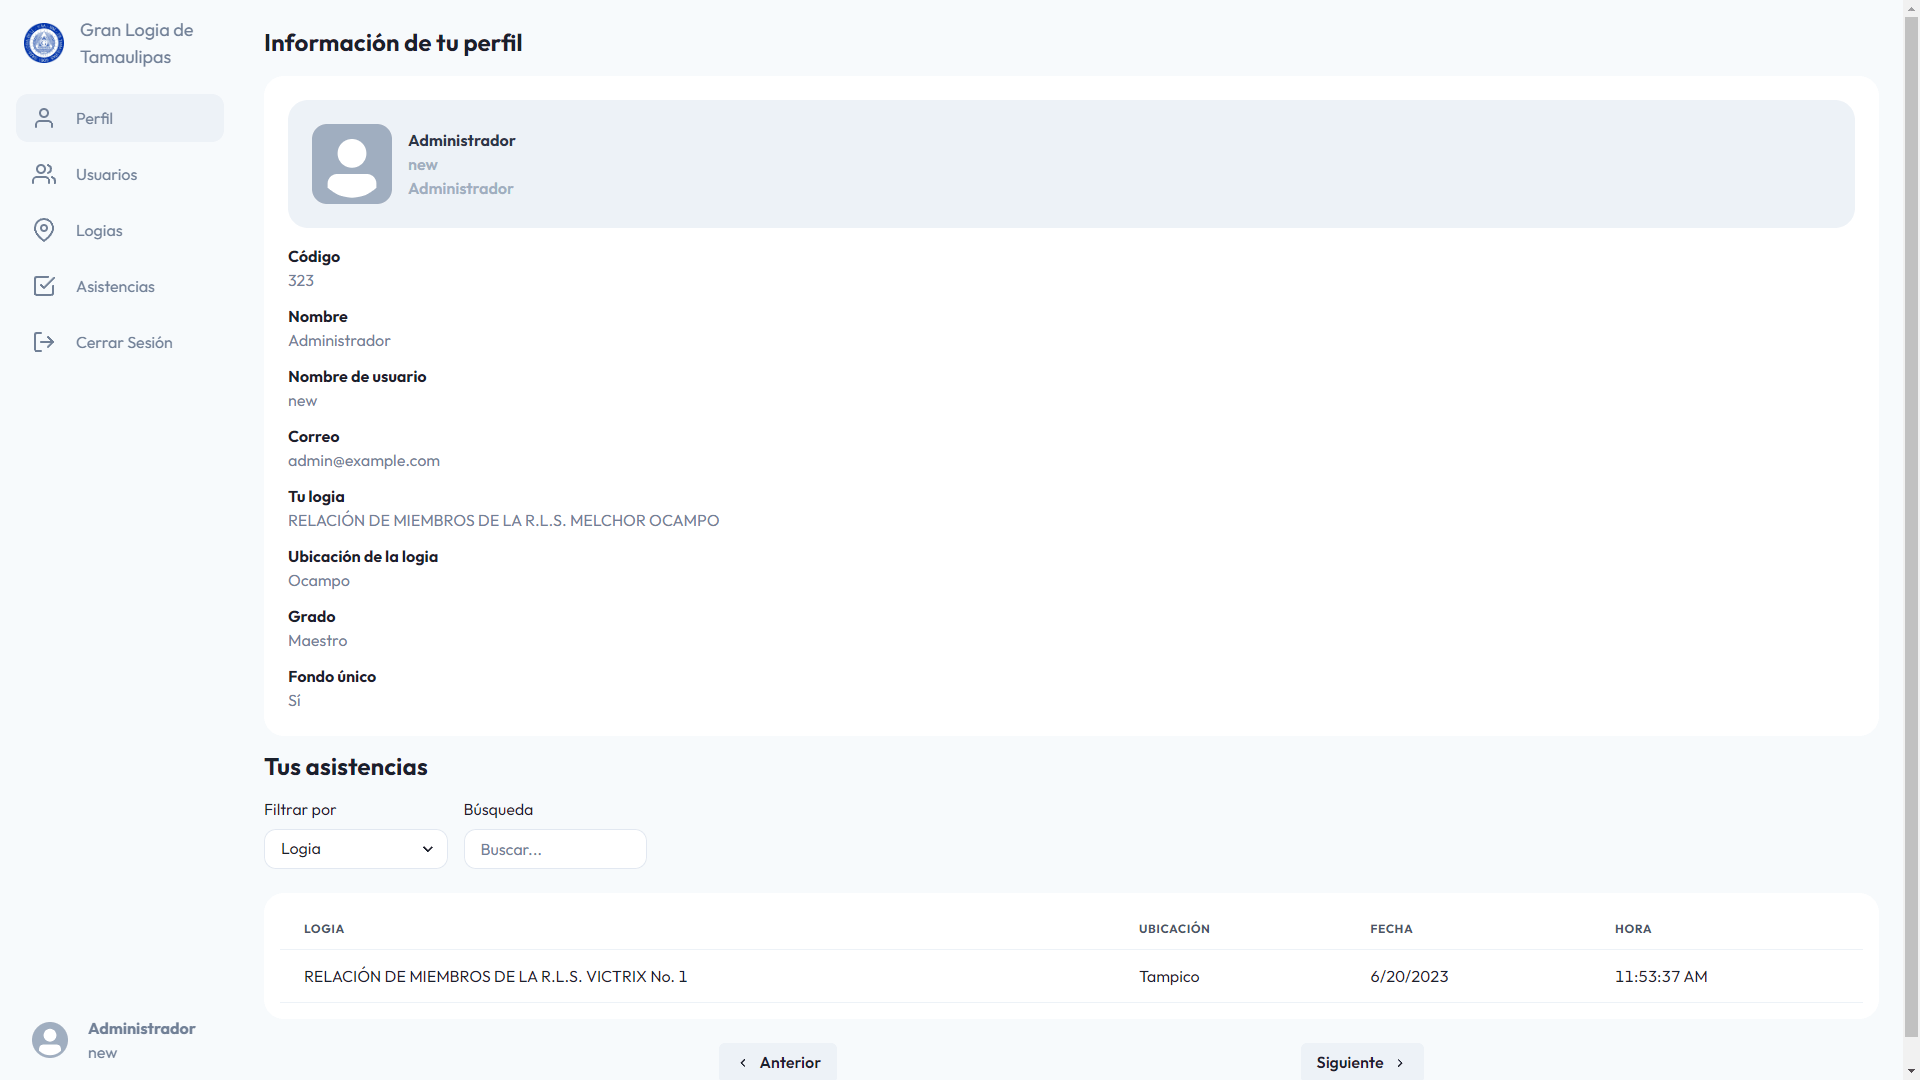 Gran Logia de
Tamaulipas
Perfil
Usuarios
Logias
Asistencias
Cerrar Sesión
Administrador
new
Información de tu perfil
Administrador
new
Administrador
Código
323
Nombre
Administrador
Nombre de usuario
new
Correo
admin@example.com
Tu logia
RELACIÓN DE MIEMBROS DE LA R.L.S. MELCHOR OCAMPO
Ubicación de la logia
Ocampo
Grado
Maestro
Fondo único
Sí
Tus asistencias
Filtrar por Búsqueda
Logia Buscar...
LOGIA UBICACIÓN FECHA HORA
RELACIÓN DE MIEMBROS DE LA R.L.S. VICTRIX No. 1 Tampico 6/20/2023 11:53:37 AM
Anterior Siguiente